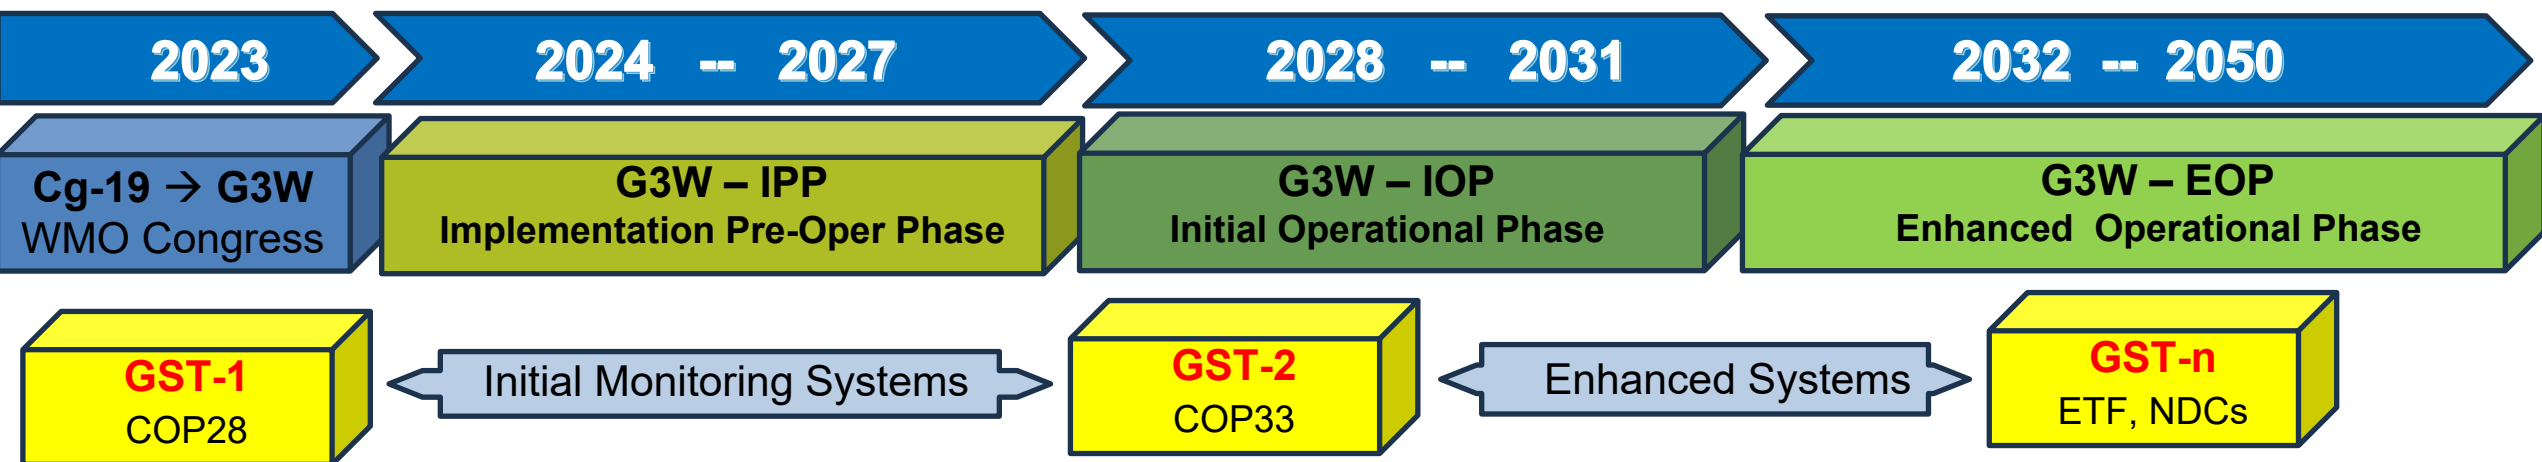 2023
2024 -- 2027
2028 -- 2031
2032 -- 2050
Cg-19 → G3W
WMO Congress
G3W – IPP
Implementation Pre-Oper Phase
G3W – IOP
Initial Operational Phase
G3W – EOP
Enhanced Operational Phase
GST-1
COP28
Initial Monitoring Systems
GST-2
COP33
Enhanced Systems
GST-n
ETF, NDCs